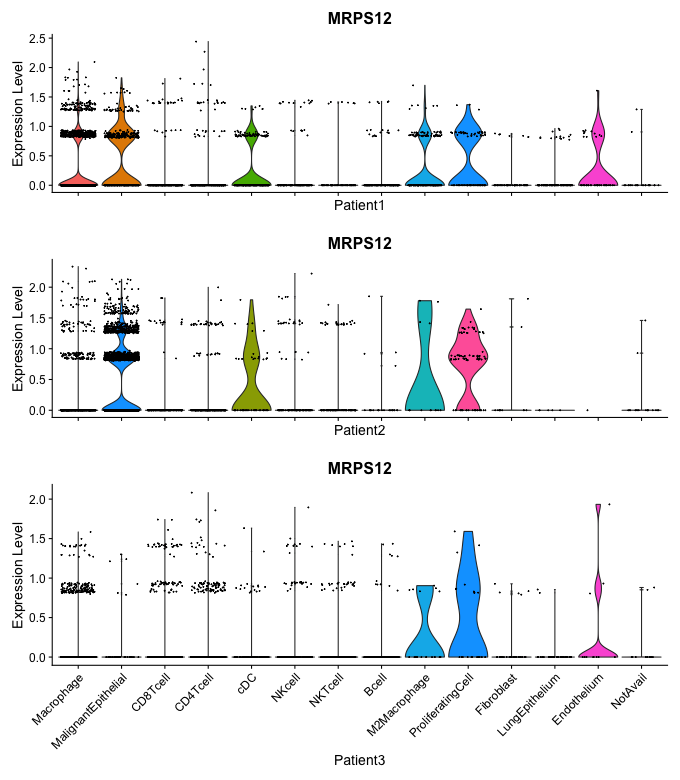 MRPS12
Expression Level
2.5
2.0
1.5
1.0
0.5
0.0
Patient1
MRPS12
Expression Level
2.0
1.5
1.0
0.5
0.0
Patient2
MRPS12
Expression Level
2.0
1.5
1.0
0.5
0.0
Macrophage
MalignantEpithelial
CD8Tcell
CD4Tcell
cDC
NKcell
NKTcell
Bcell
M2Macrophage
ProliferatingCell
Fibroblast
LungEpithelium
Endothelium
NotAvail
Patient3